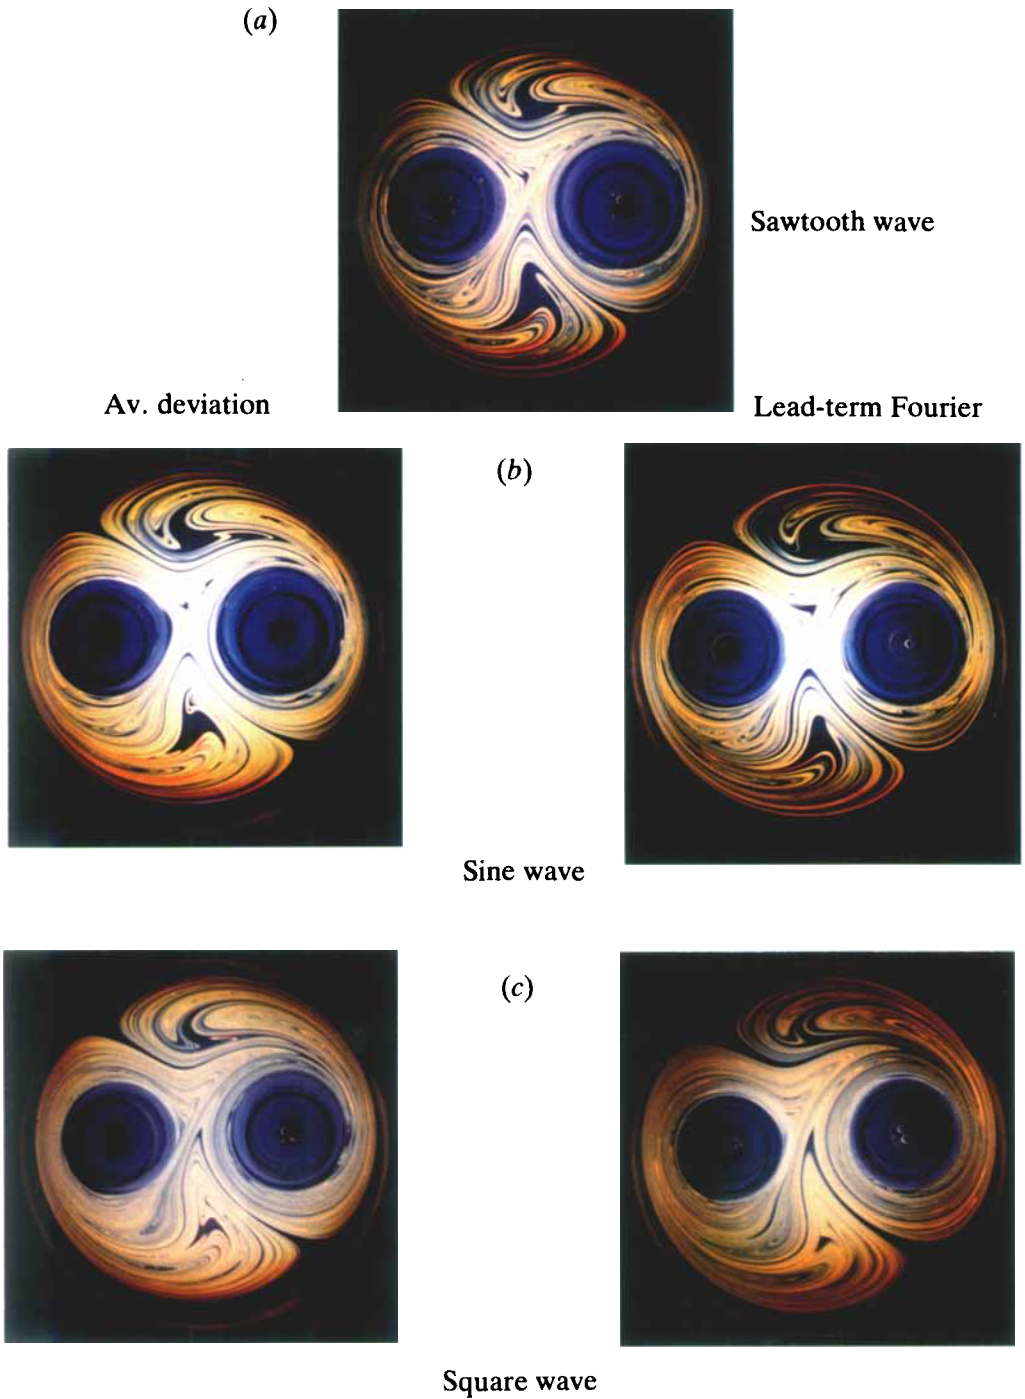 (a)
Sawtooth wave
Av. deviation
Lead-term Fourier
(b)
Sine wave
(c)
Square wave